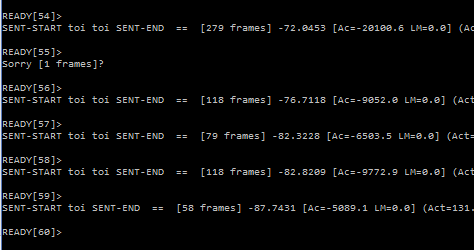 READY[54]>
SENT-START toi toi SENT-END  ==  [279 frames] -72.0453 [Ac=-20100.6 LM=0.0] (Ac
READY[55]>
Sorry [1 frames]?
READY[56]>
SENT-START toi toi SENT-END  ==  [118 frames] -76.7118 [Ac=-9052.0 LM=0.0] (Act=
READY[57]>
SENT-START toi toi SENT-END  ==  [79 frames] -82.3228 [Ac=-6503.5 LM=0.0] (Act=
READY[58]>
SENT-START toi toi SENT-END  ==  [118 frames] -82.8209 [Ac=-9772.9 LM=0.0] (Act=
READY[59]>
SENT-START toi SENT-END  ==  [58 frames] -87.7431 [Ac=-5089.1 LM=0.0] (Act=131.
READY[60]>